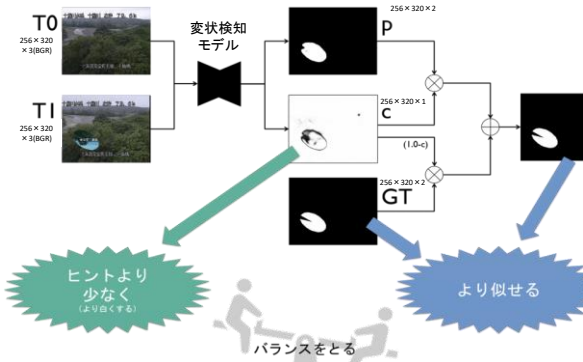 T0
256×320
×3(BGR)
変状検知
モデル
256×320×2
P
T1
256×320
×3(BGR)
256×320×1
c
(1.0-c)
256×320×2
GT
ヒントより
少なく
(より白くする)
より似せる
バランスをとる